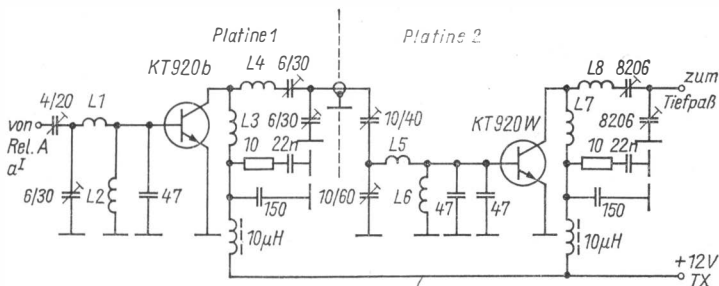 Platine 1
Platine 2
L4 6/30
KT920b
L8 8206
zum
Tiefpaß
4/20 L1
L3
6/30
10/40
KT920W
L7
8206
von
Rel. A
aI
10 22n
L5
10 22n
6/30
L2
47
150
10/60
L6
47
47
150
10µH
10µH
+12V
TX